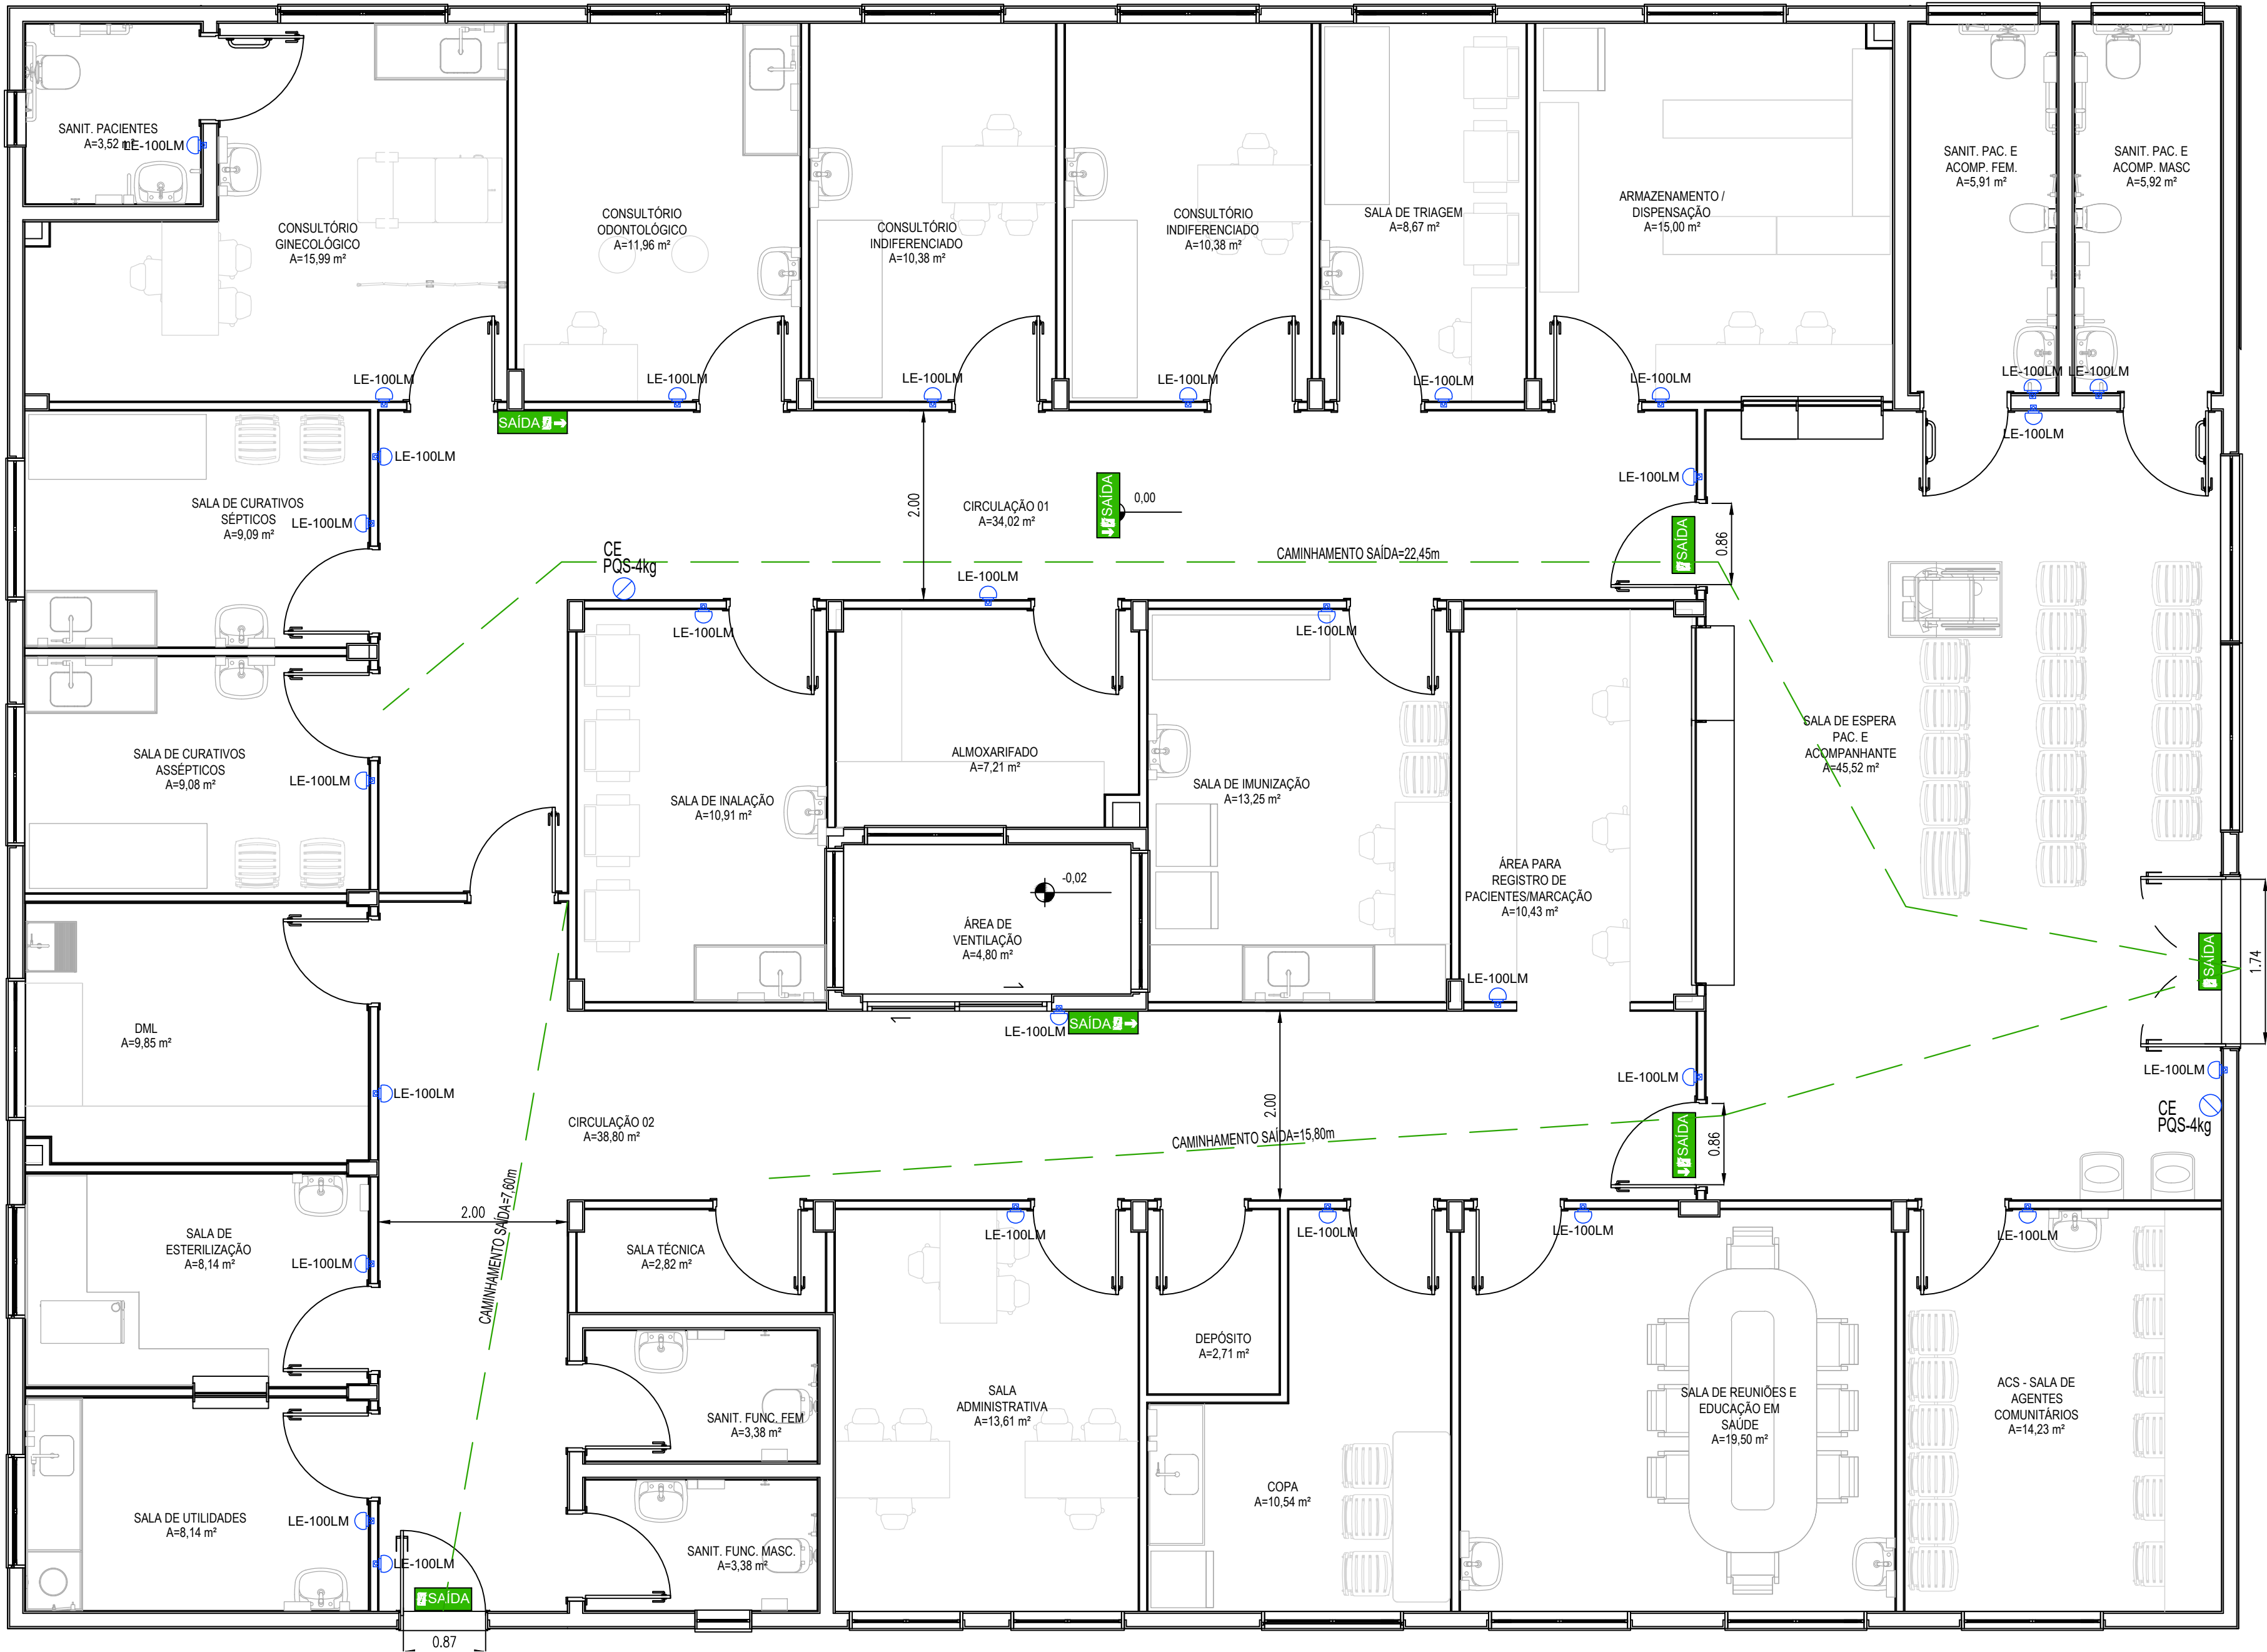 SANIT. PACIENTES
A=3,52 m²
LE-100LM
CONSULTÓRIO
GINECOLÓGICO
A=15,99 m²
CONSULTÓRIO
ODONTOLÓGICO
A=11,96 m²
CONSULTÓRIO
INDIFERENCIADO
A=10,38 m²
CONSULTÓRIO
INDIFERENCIADO
A=10,38 m²
SALA DE TRIAGEM
A=8,67 m²
ARMAZENAMENTO /
DISPENSAÇÃO
A=15,00 m²
SANIT. PAC. E
ACOMP. FEM.
A=5,91 m²
SANIT. PAC. E
ACOMP. MASC
A=5,92 m²
LE-100LM
LE-100LM
LE-100LM
LE-100LM
LE-100LM
LE-100LM
LE-100LM
LE-100LM
SAÍDA
LE-100LM
LE-100LM
SALA DE CURATIVOS
SÉPTICOS
A=9,09 m²
LE-100LM
2.00
CIRCULAÇÃO 01
A=34,02 m²
SAÍDA
0,00
LE-100LM
SAÍDA
0.86
CE
PQS-4kg
CAMINHAMENTO SAÍDA=22,45m
LE-100LM
LE-100LM
LE-100LM
SALA DE CURATIVOS
ASSÉPTICOS
A=9,08 m²
LE-100LM
SALA DE INALAÇÃO
A=10,91 m²
ALMOXARIFADO
A=7,21 m²
SALA DE IMUNIZAÇÃO
A=13,25 m²
SALA DE ESPERA
PAC. E
ACOMPANHANTE
A=45,52 m²
ÁREA PARA
REGISTRO DE
PACIENTES/MARCAÇÃO
A=10,43 m²
-0,02
ÁREA DE
VENTILAÇÃO
A=4,80 m²
LE-100LM
SAÍDA
1.74
DML
A=9,85 m²
1
1
LE-100LM
SAÍDA
LE-100LM
LE-100LM
LE-100LM
CE
PQS-4kg
CIRCULAÇÃO 02
A=38,80 m²
2.00
CAMINHAMENTO SAÍDA=15,80m
SAÍDA
0.86
CAMINHAMENTO SAÍDA=7,60m
2.00
SALA DE
ESTERILIZAÇÃO
A=8,14 m²
LE-100LM
SALA TÉCNICA
A=2,82 m²
LE-100LM
LE-100LM
LE-100LM
LE-100LM
DEPÓSITO
A=2,71 m²
SANIT. FUNC. FEM
A=3,38 m²
SALA
ADMINISTRATIVA
A=13,61 m²
SALA DE REUNIÕES E
EDUCAÇÃO EM
SAÚDE
A=19,50 m²
ACS - SALA DE
AGENTES
COMUNITÁRIOS
A=14,23 m²
COPA
A=10,54 m²
SALA DE UTILIDADES
A=8,14 m²
LE-100LM
LE-100LM
SANIT. FUNC. MASC.
A=3,38 m²
SAÍDA
0.87